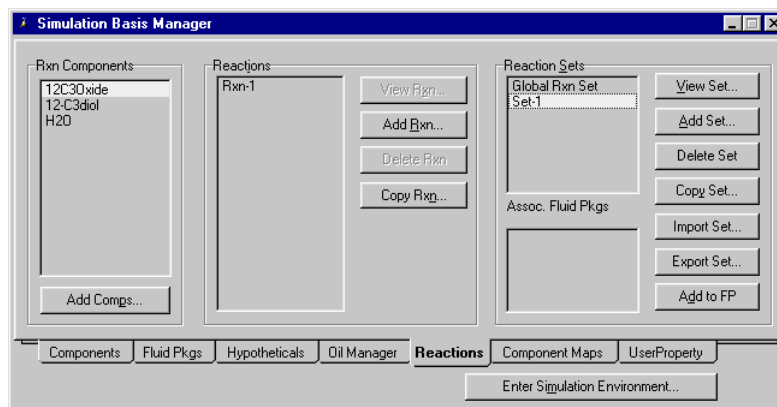 Simulation Basis Manager
Rxn Components
12C3Oxide
12-C3diol
H2O
Add Comps...
Reactions
Rxn-1
View Rxn...
Add Rxn...
Delete Rxn
Copy Rxn...
Reaction Sets
Global Rxn Set
Set-1
Assoc. Fluid Pkgs
View Set...
Add Set...
Delete Set
Copy Set...
Import Set...
Export Set...
Add to FP
Components Fluid Pkgs Hypotheticals Oil Manager Reactions Component Maps UserProperty
Enter Simulation Environment...